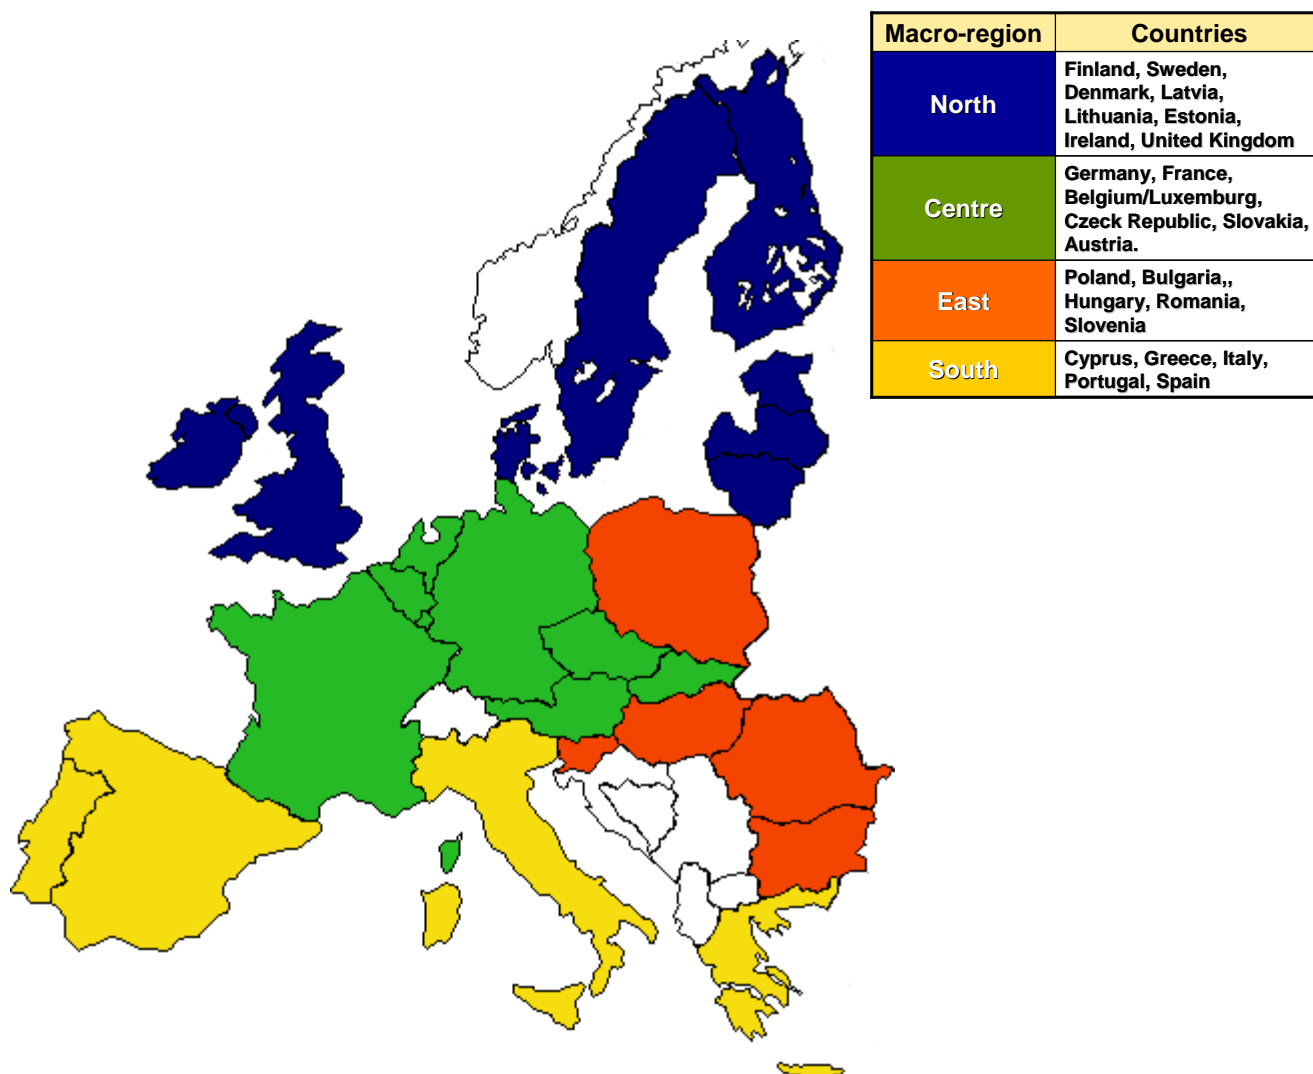 Macro-region Countries
North
Finland, Sweden,
Denmark, Latvia,
Lithuania, Estonia,
Ireland, United Kingdom
Centre
Germany, France,
Belgium/Luxemburg,
Czeck Republic, Slovakia,
Austria.
East
Poland, Bulgaria,,
Hungary, Romania,
Slovenia
South
Cyprus, Greece, Italy,
Portugal, Spain